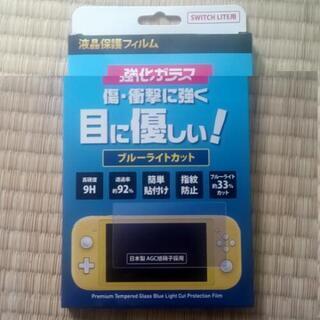 SWITCH LITE用
液晶保護フィルム
強化ガラス
傷・衝撃に強く
目に優しい！
ブルーライトカット
高硬度 9H
透過率 約92%
簡単 貼付け
指紋 防止
ブルーライト 約33% カット
日本製 AGC旭硝子採用
Premium Tempered Glass Blue Light Cut Protection Film